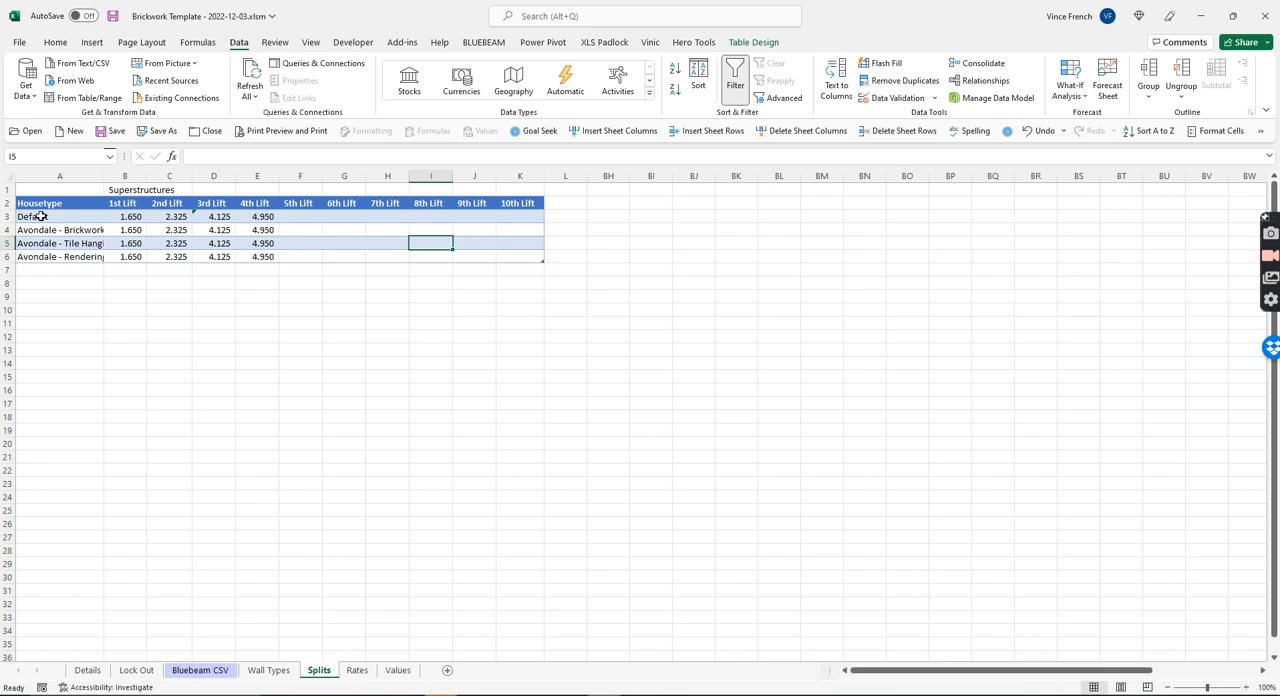 AutoSave Off Brickwork Template - 2022-12-03.xlsm Search (Alt+Q) Vince French VF
File Home Insert Page Layout Formulas Data Review View Developer Add-ins Help BLUEBEAM Power Pivot XLS Padlock Vinic Hero Tools Table Design Comments Share
Get Data From Text/CSV From Picture Refresh All Queries & Connections Stocks Currencies Geography Automatic Activities Sort Filter Clear Text to Columns Flash Fill Consolidate What-If Analysis Forecast Sheet Group Ungroup Subtotal
From Web Recent Sources Properties Reapply Remove Duplicates Relationships
From Table/Range Existing Connections Edit Links Advanced Data Validation Manage Data Model
Get & Transform Data Queries & Connections Data Types Sort & Filter Data Tools Forecast Outline
Open New Save Save As Close Print Preview and Print Formatting Formulas Values Goal Seek Insert Sheet Columns Insert Sheet Rows Delete Sheet Columns Delete Sheet Rows Spelling Undo Redo Sort A to Z Format Cells
I5 fx
A B C D E F G H I J K L BH BI BJ BK BL BM BN BO BP BQ BR BS BT BU BV BW
1 Superstructures
2 Housetype 1st Lift 2nd Lift 3rd Lift 4th Lift 5th Lift 6th Lift 7th Lift 8th Lift 9th Lift 10th Lift
3 1.650 2.325 4.125 4.950
4 Avondale - Brickwork 1.650 2.325 4.125 4.950
5 Avondale - Tile Hangi 1.650 2.325 4.125 4.950
6 Avondale - Rendering 1.650 2.325 4.125 4.950
7
8
9
10
11
12
13
14
15
16
17
18
19
20
21
22
23
24
25
26
27
28
29
30
31
32
33
34
35
36
Details Lock Out Bluebeam CSV Wall Types Splits Rates Values
Ready Accessibility: Investigate 100%